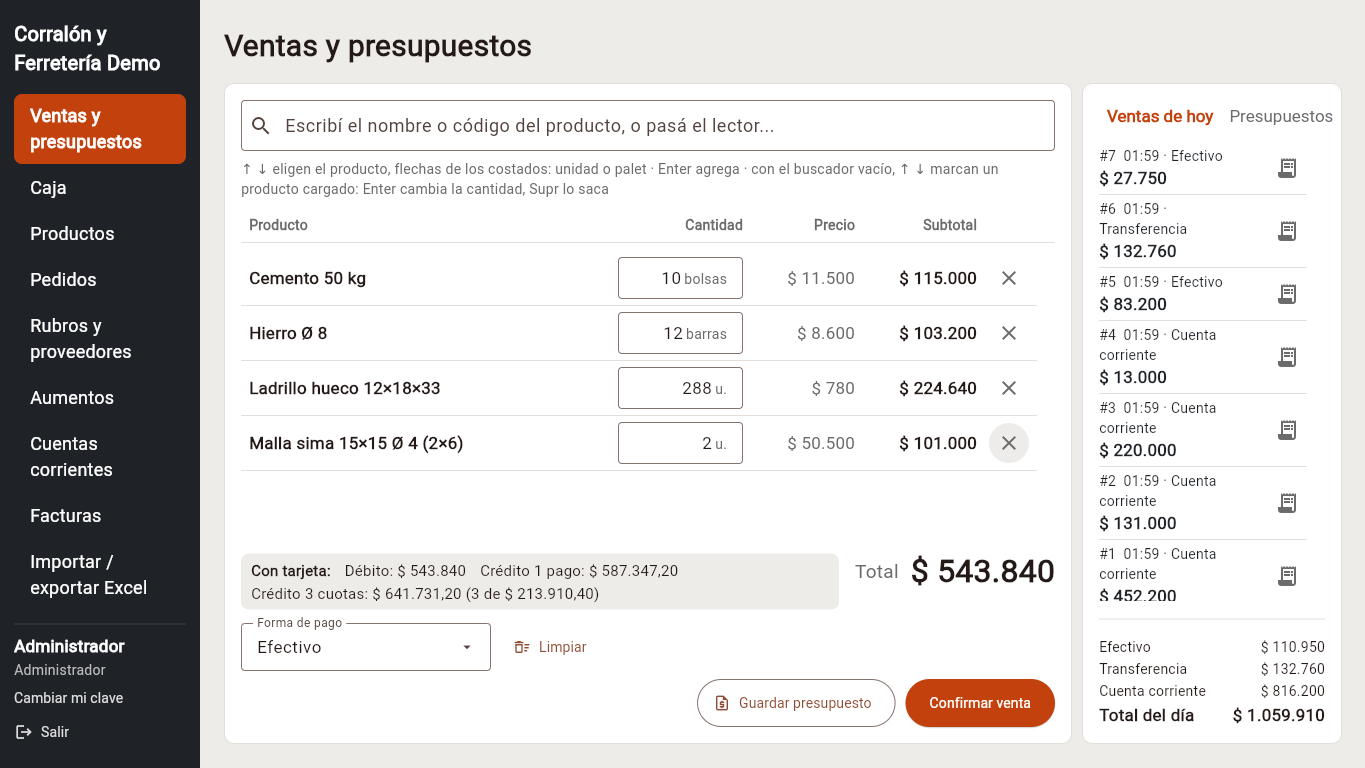 Corralón y
Ferretería Demo
Ventas y
presupuestos
Caja
Productos
Pedidos
Rubros y
proveedores
Aumentos
Cuentas
corrientes
Facturas
Importar /
exportar Excel
Administrador
Administrador
Cambiar mi clave
Salir
Ventas y presupuestos
Escribí el nombre o código del producto, o pasá el lector...
↑ ↓ eligen el producto, flechas de los costados: unidad o palet · Enter agrega · con el buscador vacío, ↑ ↓ marcan un
producto cargado: Enter cambia la cantidad, Supr lo saca
Producto Cantidad Precio Subtotal
Cemento 50 kg 10 bolsas $ 11.500 $ 115.000
Hierro Ø 8 12 barras $ 8.600 $ 103.200
Ladrillo hueco 12×18×33 288 u. $ 780 $ 224.640
Malla sima 15×15 Ø 4 (2×6) 2 u. $ 50.500 $ 101.000
Con tarjeta: Débito: $ 543.840 Crédito 1 pago: $ 587.347,20
Crédito 3 cuotas: $ 641.731,20 (3 de $ 213.910,40)
Total $ 543.840
Forma de pago
Efectivo
Limpiar
Guardar presupuesto
Confirmar venta
Ventas de hoy Presupuestos
#7 01:59 · Efectivo
$ 27.750
#6 01:59 ·
Transferencia
$ 132.760
#5 01:59 · Efectivo
$ 83.200
#4 01:59 · Cuenta
corriente
$ 13.000
#3 01:59 · Cuenta
corriente
$ 220.000
#2 01:59 · Cuenta
corriente
$ 131.000
#1 01:59 · Cuenta
corriente
$ 452.200
Efectivo $ 110.950
Transferencia $ 132.760
Cuenta corriente $ 816.200
Total del día $ 1.059.910